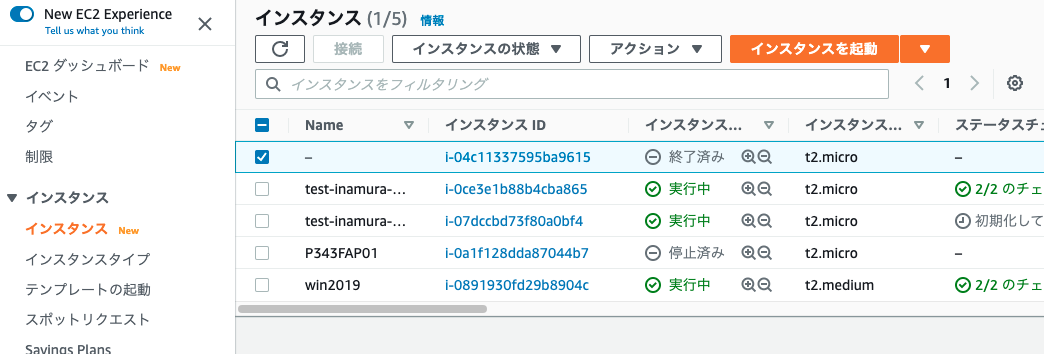 New EC2 Experience
Tell us what you think
EC2 ダッシュボード New
イベント
タグ
制限
インスタンス
インスタンス New
インスタンスタイプ
テンプレートの起動
スポットリクエスト
Savings Plans
インスタンス (1/5) 情報
接続 インスタンスの状態 アクション インスタンスを起動
インスタンスをフィルタリング 1
Name インスタンス ID インスタンス... インスタンス... ステータスチェ
– i-04c11337595ba9615 終了済み t2.micro –
test-inamura-... i-0ce3e1b88b4cba865 実行中 t2.micro 2/2 のチェ
test-inamura-... i-07dccbd73f80a0bf4 実行中 t2.micro 初期化して
P343FAP01 i-0a1f128dda87044b7 停止済み t2.micro –
win2019 i-0891930fd29b8904c 実行中 t2.medium 2/2 のチェ